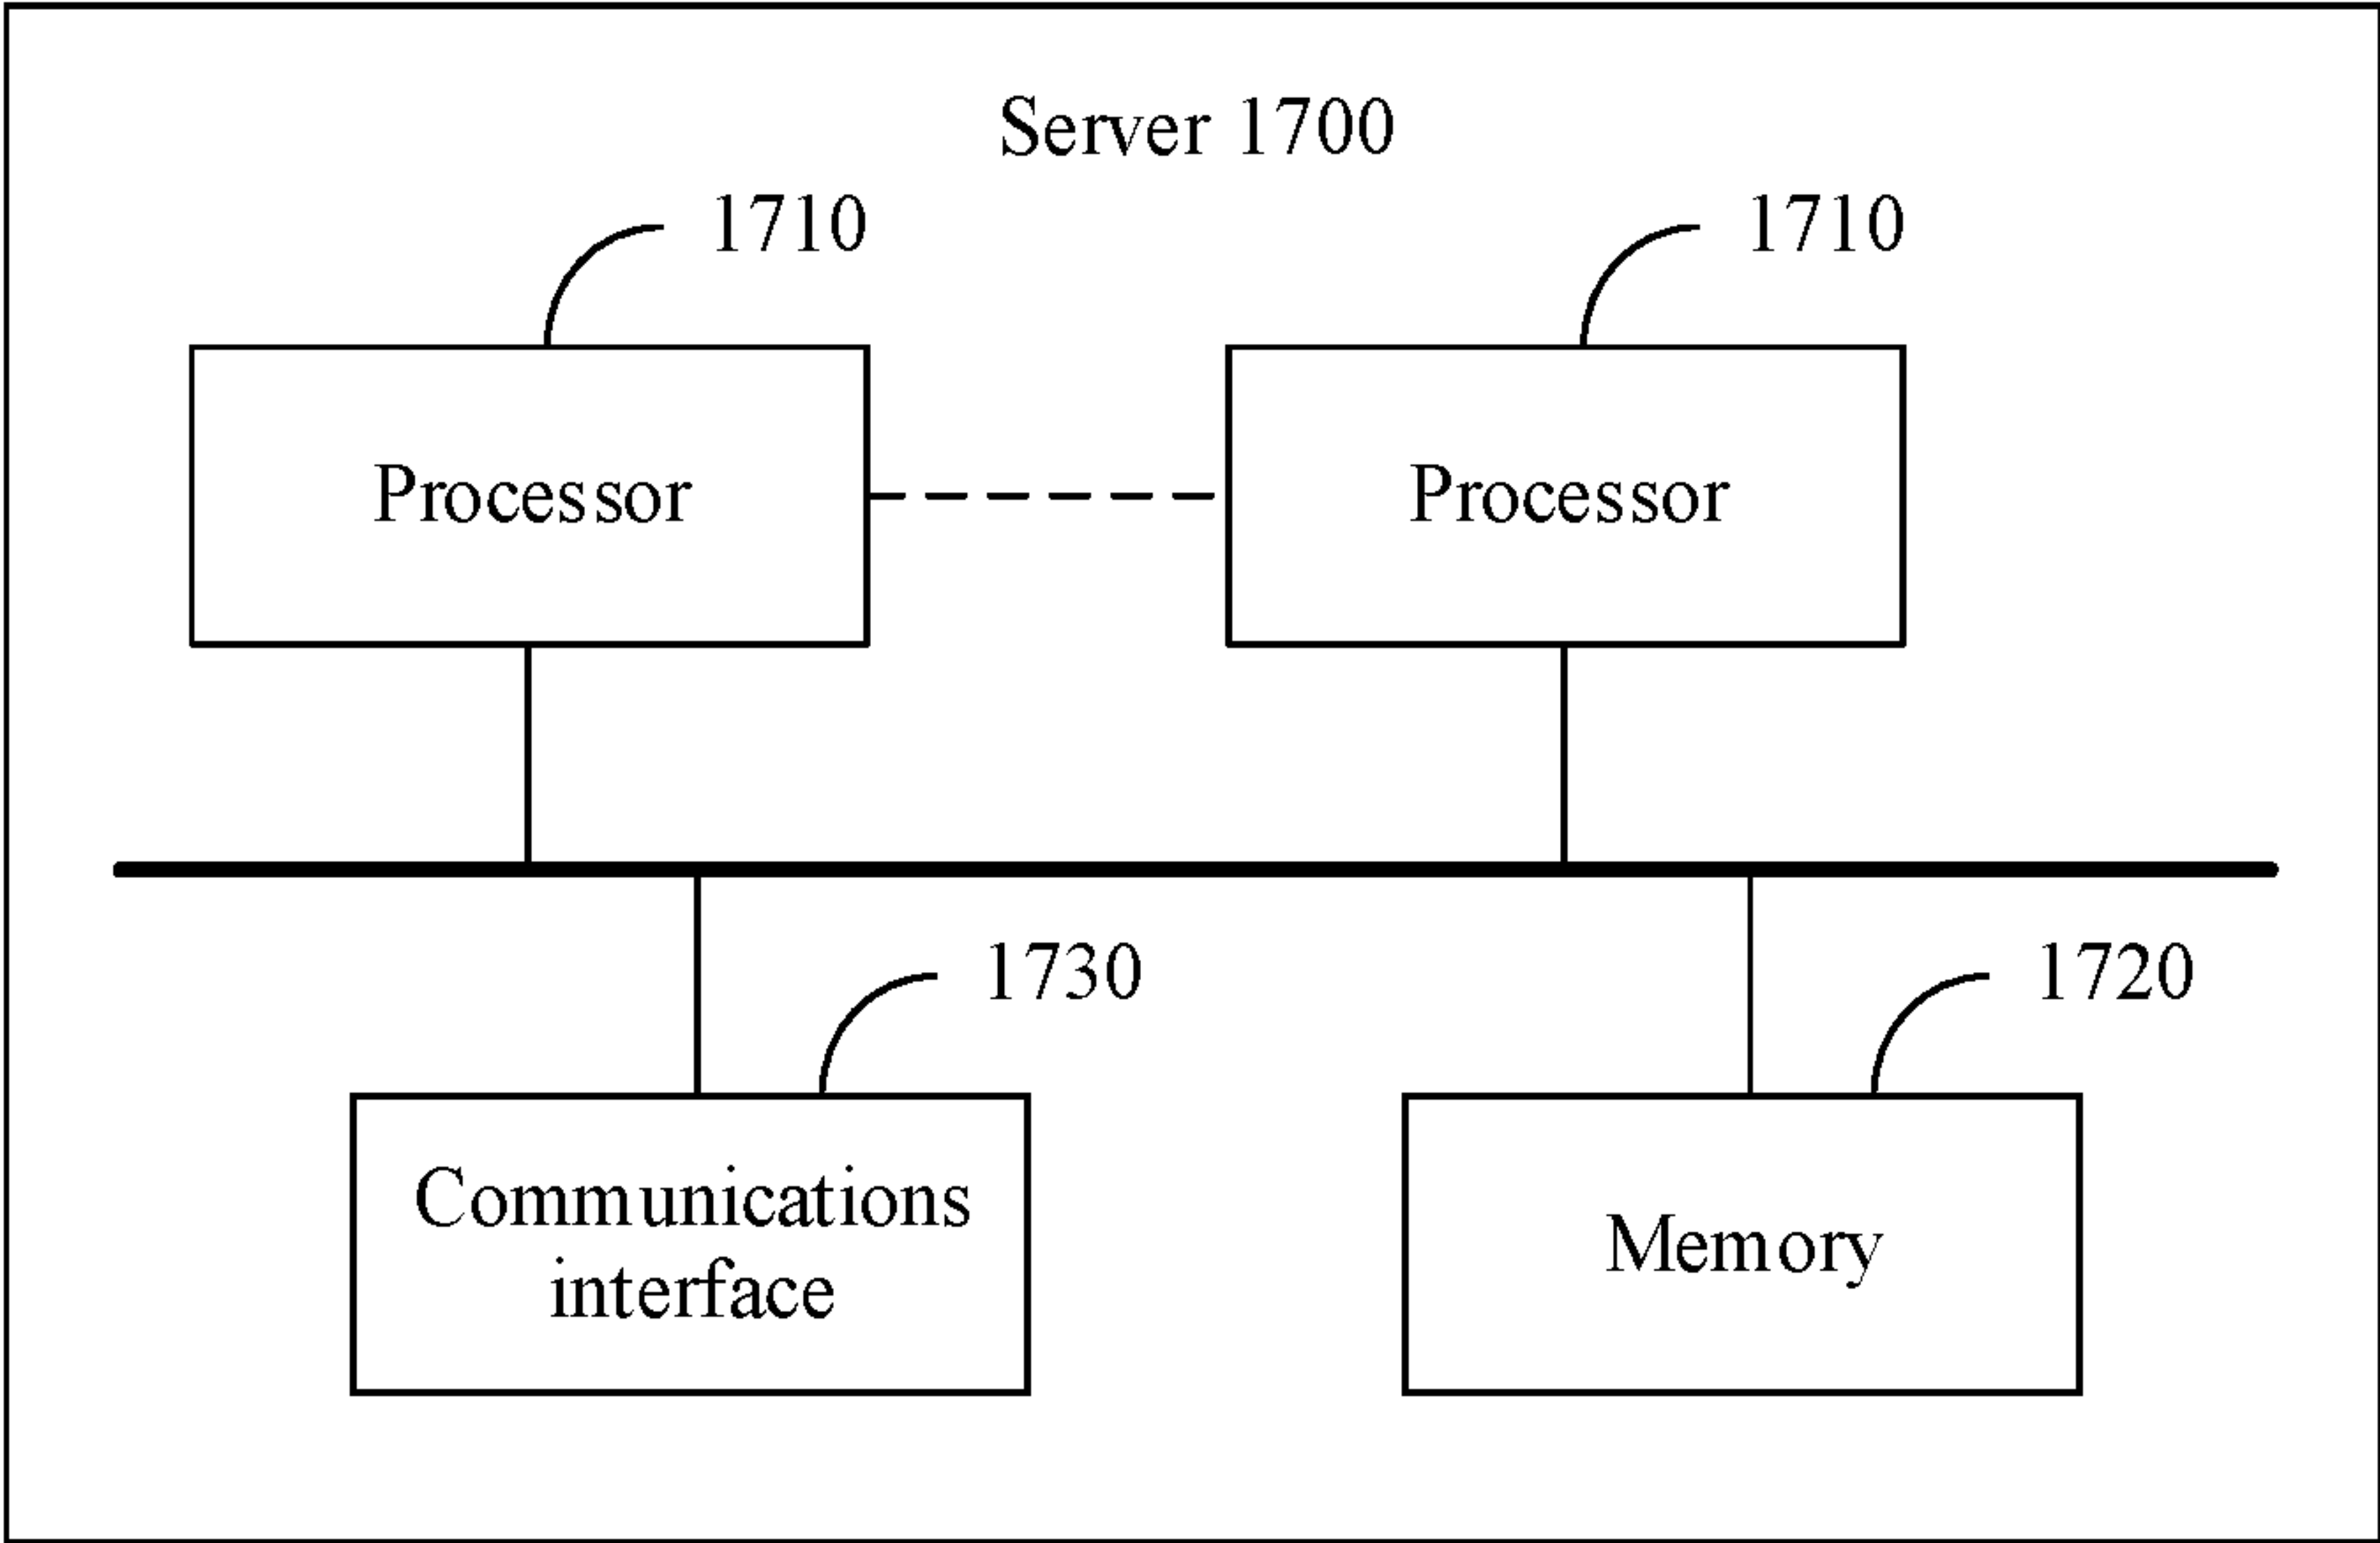 Server 1700
1710
1710
Processor
Processor
1730
1720
Communications
interface
Memory